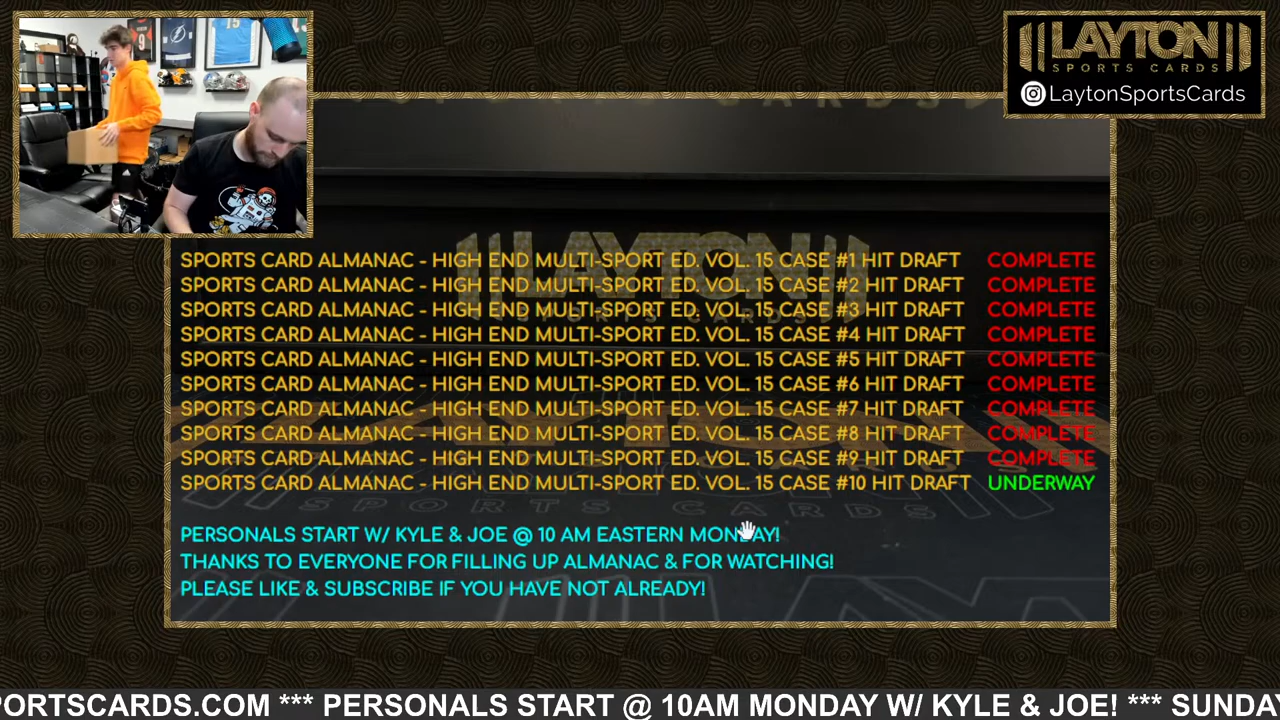 LAYTON
SPORTS CARDS
LaytonSportsCards
SPORTS CARD ALMANAC - HIGH END MULTI-SPORT ED. VOL. 15 CASE #1 HIT DRAFT COMPLETE
SPORTS CARD ALMANAC - HIGH END MULTI-SPORT ED. VOL. 15 CASE #2 HIT DRAFT COMPLETE
SPORTS CARD ALMANAC - HIGH END MULTI-SPORT ED. VOL. 15 CASE #3 HIT DRAFT COMPLETE
SPORTS CARD ALMANAC - HIGH END MULTI-SPORT ED. VOL. 15 CASE #4 HIT DRAFT COMPLETE
SPORTS CARD ALMANAC - HIGH END MULTI-SPORT ED. VOL. 15 CASE #5 HIT DRAFT COMPLETE
SPORTS CARD ALMANAC - HIGH END MULTI-SPORT ED. VOL. 15 CASE #6 HIT DRAFT COMPLETE
SPORTS CARD ALMANAC - HIGH END MULTI-SPORT ED. VOL. 15 CASE #7 HIT DRAFT COMPLETE
SPORTS CARD ALMANAC - HIGH END MULTI-SPORT ED. VOL. 15 CASE #8 HIT DRAFT COMPLETE
SPORTS CARD ALMANAC - HIGH END MULTI-SPORT ED. VOL. 15 CASE #9 HIT DRAFT COMPLETE
SPORTS CARD ALMANAC - HIGH END MULTI-SPORT ED. VOL. 15 CASE #10 HIT DRAFT UNDERWAY
PERSONALS START W/ KYLE & JOE @ 10 AM EASTERN MONDAY!
THANKS TO EVERYONE FOR FILLING UP ALMANAC & FOR WATCHING!
PLEASE LIKE & SUBSCRIBE IF YOU HAVE NOT ALREADY!
PORTSCARDS.COM *** PERSONALS START @ 10AM MONDAY W/ KYLE & JOE! *** SUNDA